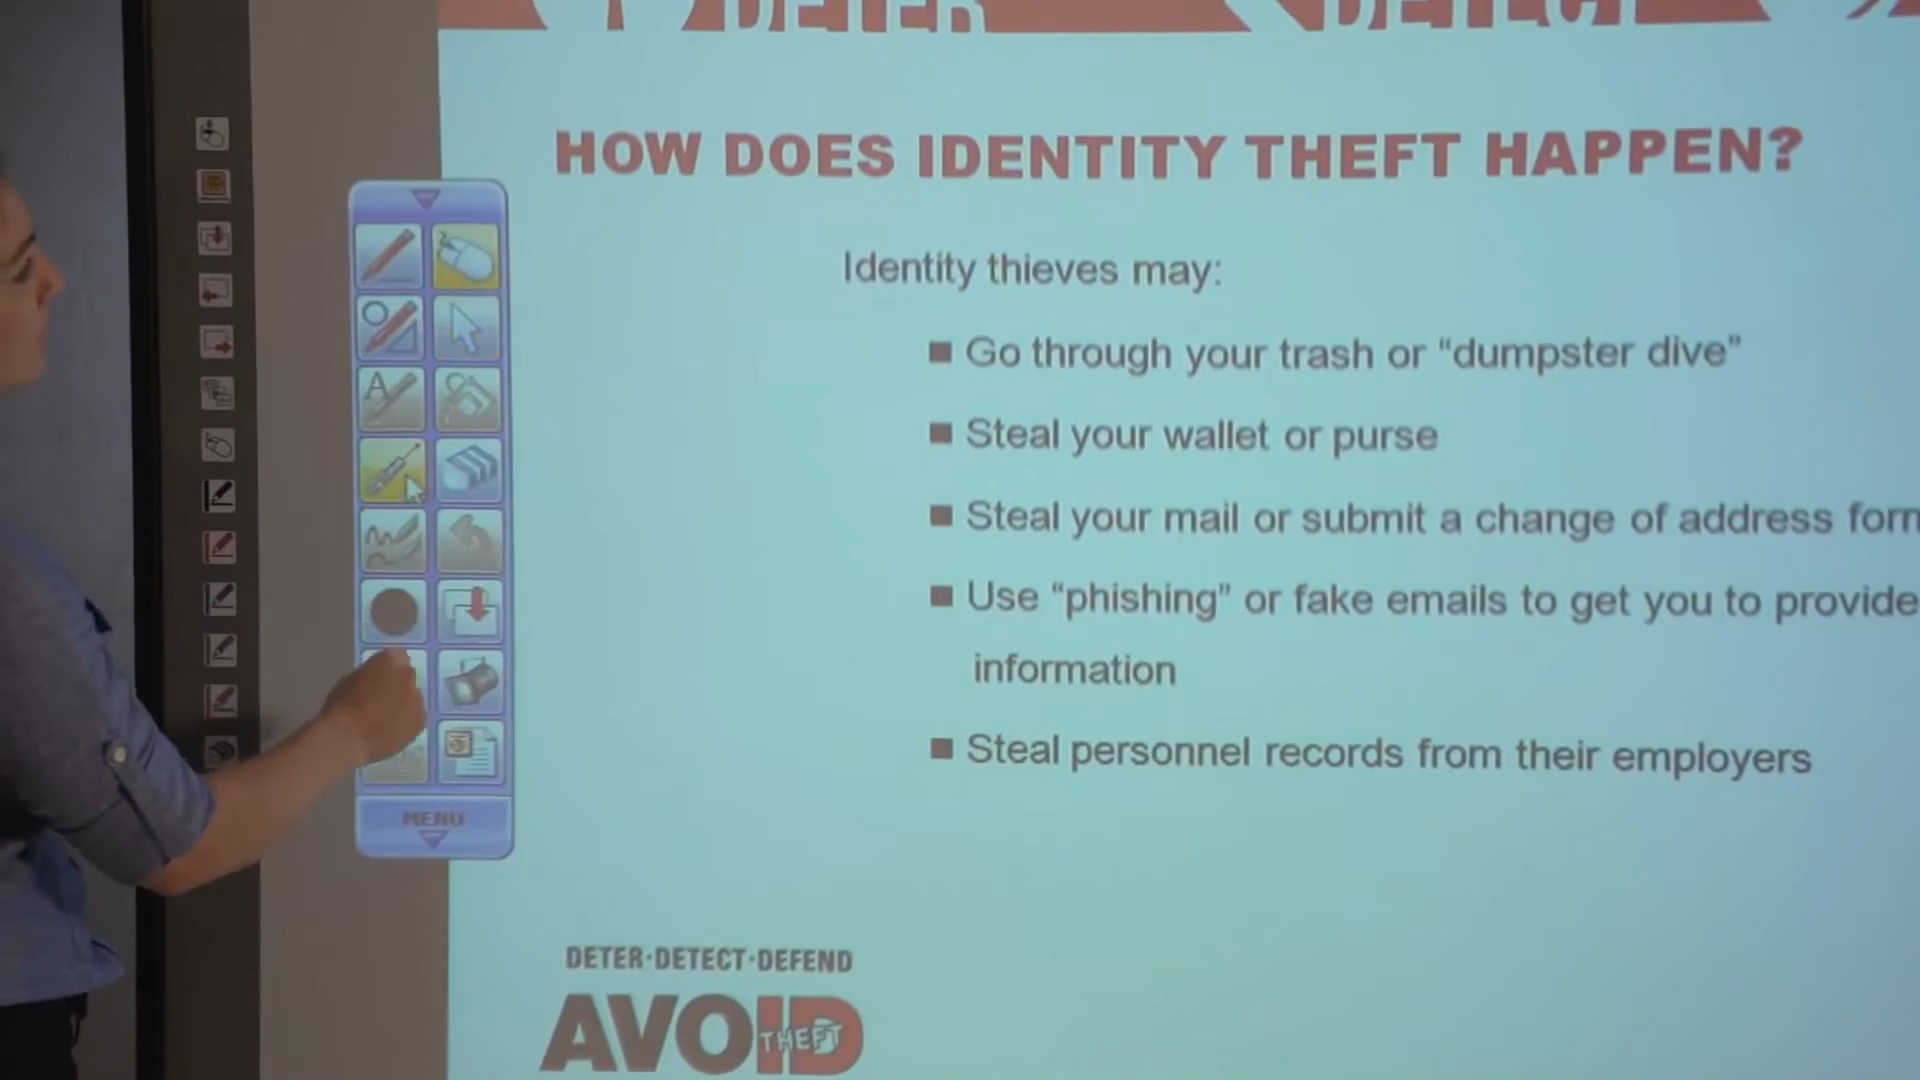 DETER DETECT
HOW DOES IDENTITY THEFT HAPPEN?
Identity thieves may:
■ Go through your trash or “dumpster dive”
■ Steal your wallet or purse
■ Steal your mail or submit a change of address form
■ Use “phishing” or fake emails to get you to provide
information
■ Steal personnel records from their employers
A
MENU
DETER·DETECT·DEFEND
AVOID
THEFT